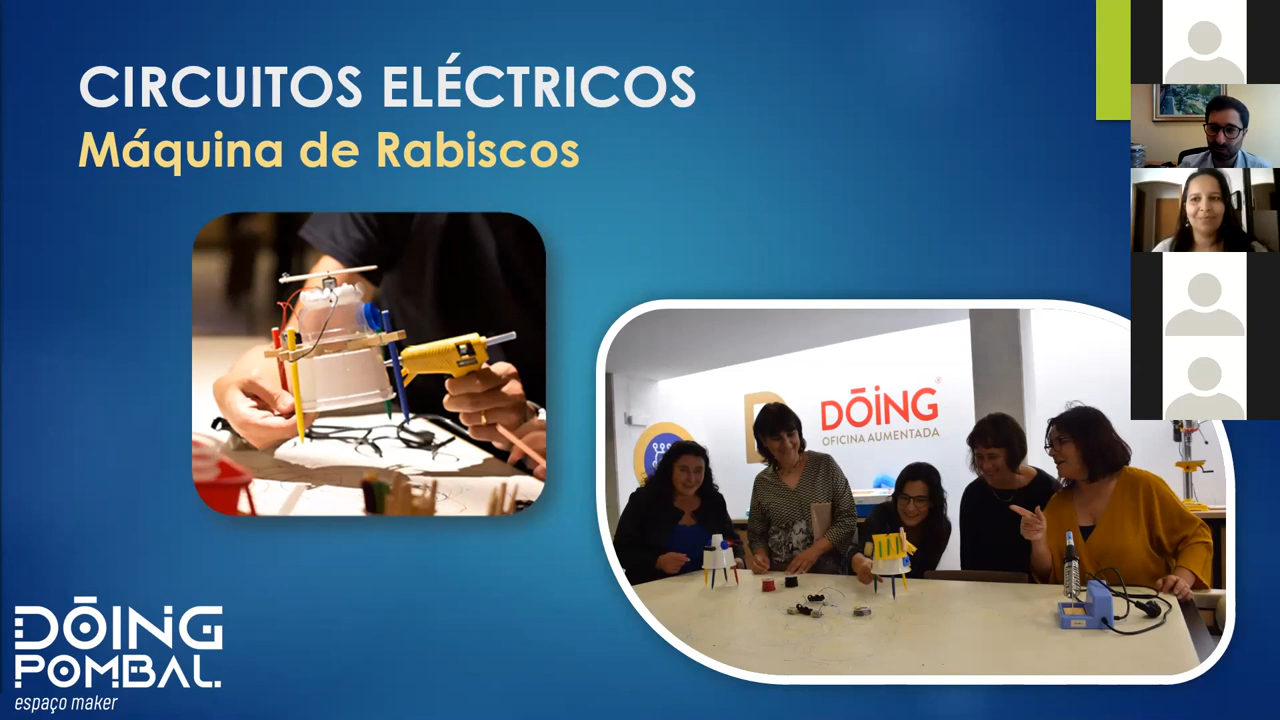 CIRCUITOS ELÉCTRICOS
Máquina de Rabiscos
DŌING
OFICINA AUMENTADA
DŌING
POMBAL.
espaço maker